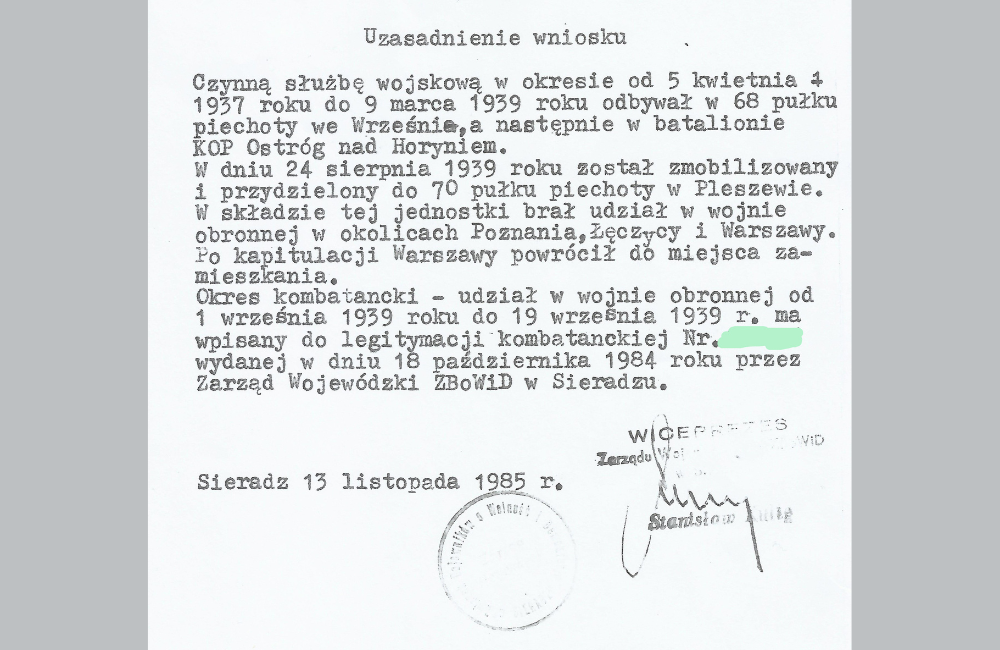 Uzasadnienie wniosku
Czynną służbę wojskową w okresie od 5 kwietnia
1937 roku do 9 marca 1939 roku odbywał w 68 pułku
piechoty we Wrześnie,a następnie w batalionie
KOP Ostróg nad Horyniem.
W dniu 24 sierpnia 1939 roku został zmobilizowany
i przydzielony do 70 pułku piechoty w Pleszewie.
W składzie tej jednostki brał udział w wojnie
obronnej w okolicach Poznania,Łęczycy i Warszawy.
Po kapitulacji Warszawy powrócił do miejsca za-
mieszkania.
Okres kombatancki - udział w wojnie obronnej od
1 września 1939 roku do 19 września 1939 r. ma
wpisany do legitymacji kombatanckiej Nr.
wydanej w dniu 18 października 1984 roku przez
Zarząd Wojewódzki ZBoWiD w Sieradzu.
WICEPREZES
Zarządu
Sieradz 13 listopada 1985 r.
Stanisław